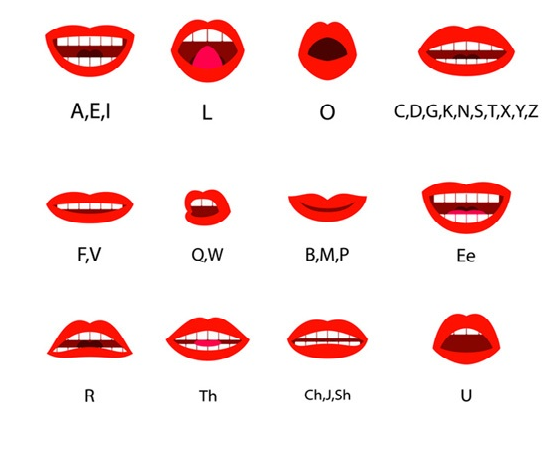 A,E,I
L
O
C,D,G,K,N,S,T,X,Y,Z
F,V
Q,W
B,M,P
Ee
R
Th
Ch,J,Sh
U